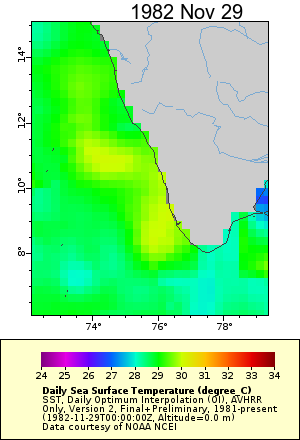 1982 Nov 29
14°
12°
10°
8°
74°
76°
78°
24 25 26 27 28 29 30 31 32 33 34
Daily Sea Surface Temperature (degree_C)
SST, Daily Optimum Interpolation (OI), AVHRR
Only, Version 2, Final+Preliminary, 1981-present
(1982-11-29T00:00:00Z, Altitude=0.0 m)
Data courtesy of NOAA NCEI